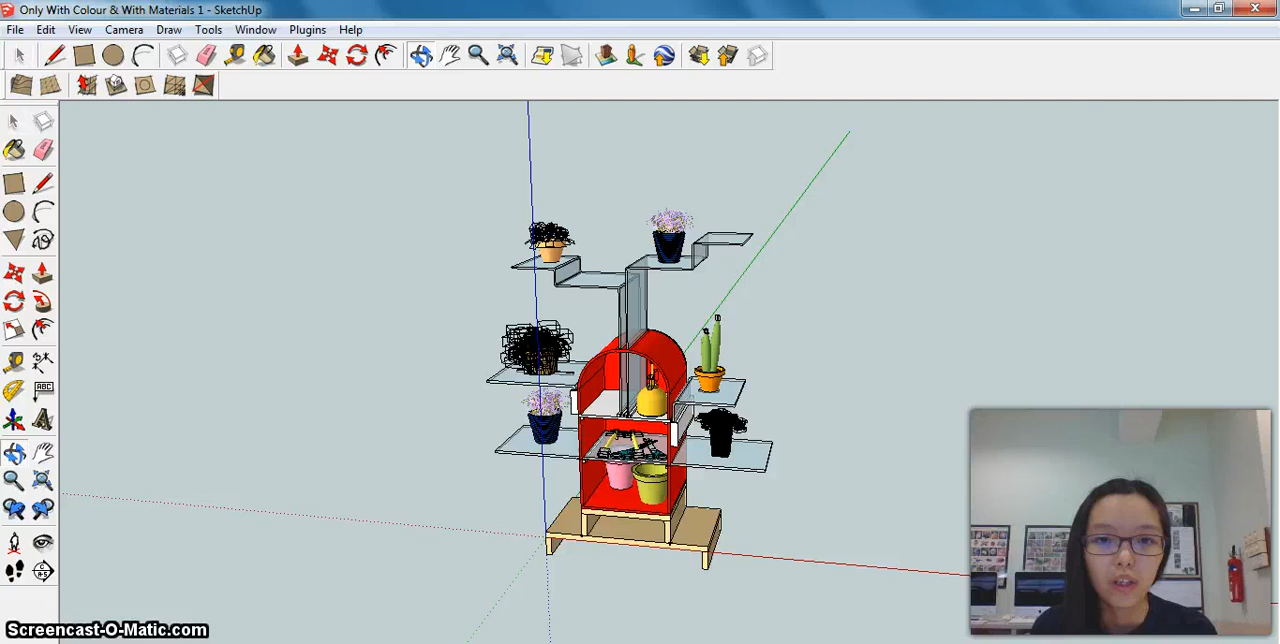 Only With Colour & With Materials 1 - SketchUp
File Edit View Camera Draw Tools Window Plugins Help
ABC
A
Screencast-O-Matic.com